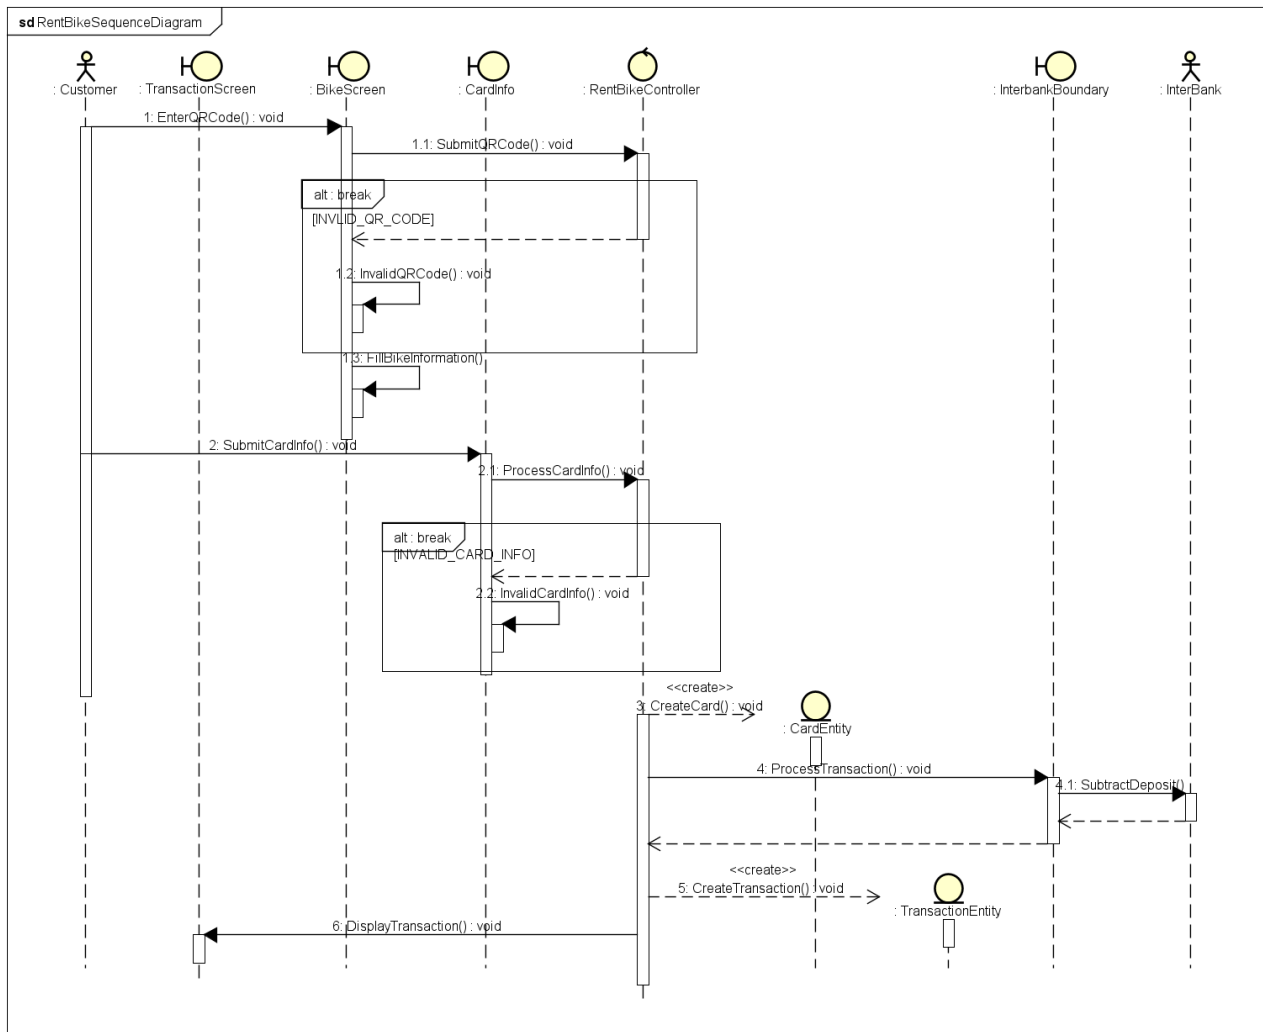 sd RentBikeSequenceDiagram
: Customer
: TransactionScreen
: BikeScreen
: CardInfo
: RentBikeController
: InterbankBoundary
: InterBank
1: EnterQRCode() : void
1.1: SubmitQRCode() : void
alt : break
[INVLID_QR_CODE]
1.2: InvalidQRCode() : void
1.3: FillBikeInformation()
2: SubmitCardInfo() : void
2.1: ProcessCardInfo() : void
alt : break
[INVALID_CARD_INFO]
2.2: InvalidCardInfo() : void
<<create>>
3: CreateCard() : void
: CardEntity
4: ProcessTransaction() : void
4.1: SubtractDeposit()
<<create>>
5: CreateTransaction() : void
: TransactionEntity
6: DisplayTransaction() : void